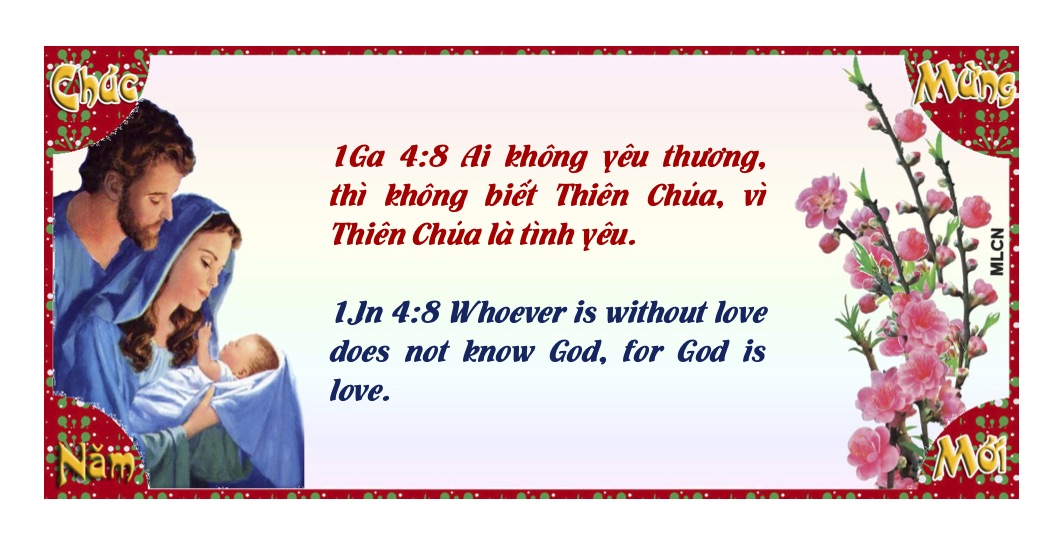 Chúc
Mừng
1Ga 4:8 Ai không yêu thương,
thì không biết Thiên Chúa, vì
Thiên Chúa là tình yêu.
1Jn 4:8 Whoever is without love
does not know God, for God is
love.
MLCN
Năm
Mới